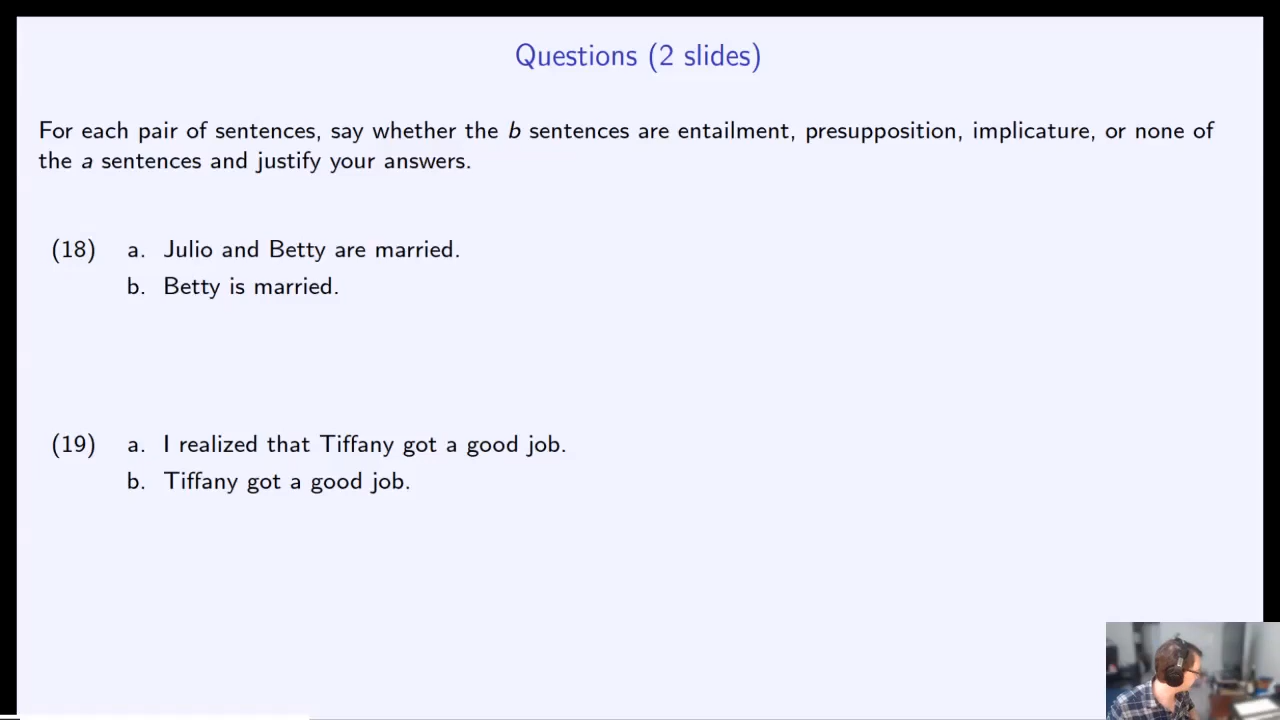 Questions (2 slides)
For each pair of sentences, say whether the b sentences are entailment, presupposition, implicature, or none of
the a sentences and justify your answers.
(18) a. Julio and Betty are married.
b. Betty is married.
(19) a. I realized that Tiffany got a good job.
b. Tiffany got a good job.